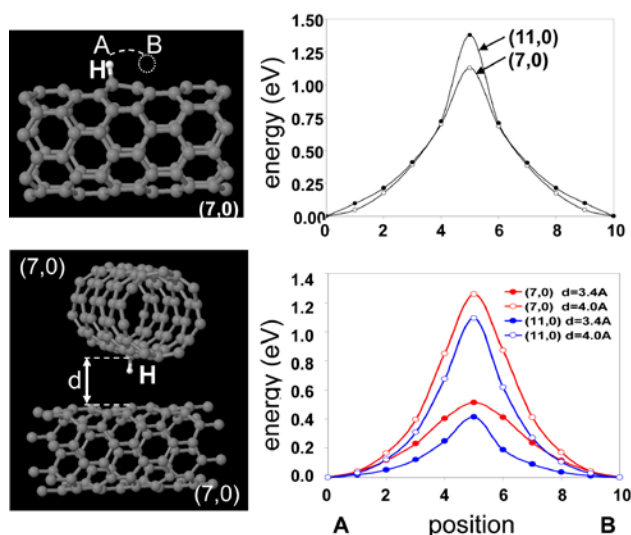 A B
H
(7,0)
energy (eV)
1.50
1.25
1.00
0.75
0.50
0.25
0.00
0 2 4 6 8 10
(11,0)
(7,0)
(7,0)
d
H
(7,0)
energy (eV)
1.4
1.2
1.0
0.8
0.6
0.4
0.2
0.0
0 2 4 6 8 10
(7,0) d=3.4A
(7,0) d=4.0A
(11,0) d=3.4A
(11,0) d=4.0A
A position B